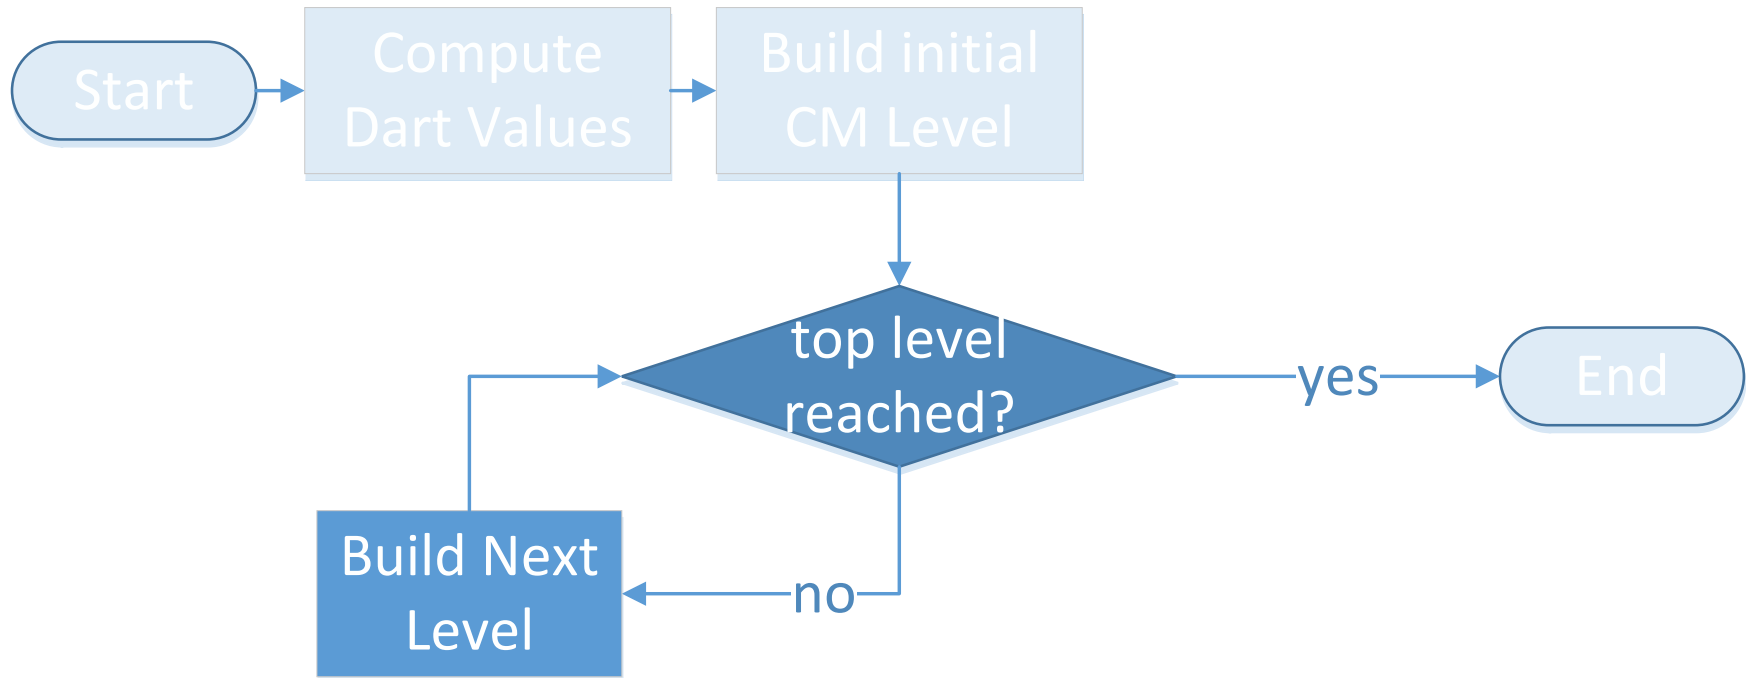 Start
Compute
Dart Values
Build initial
CM Level
top level
reached?
yes
End
no
Build Next
Level